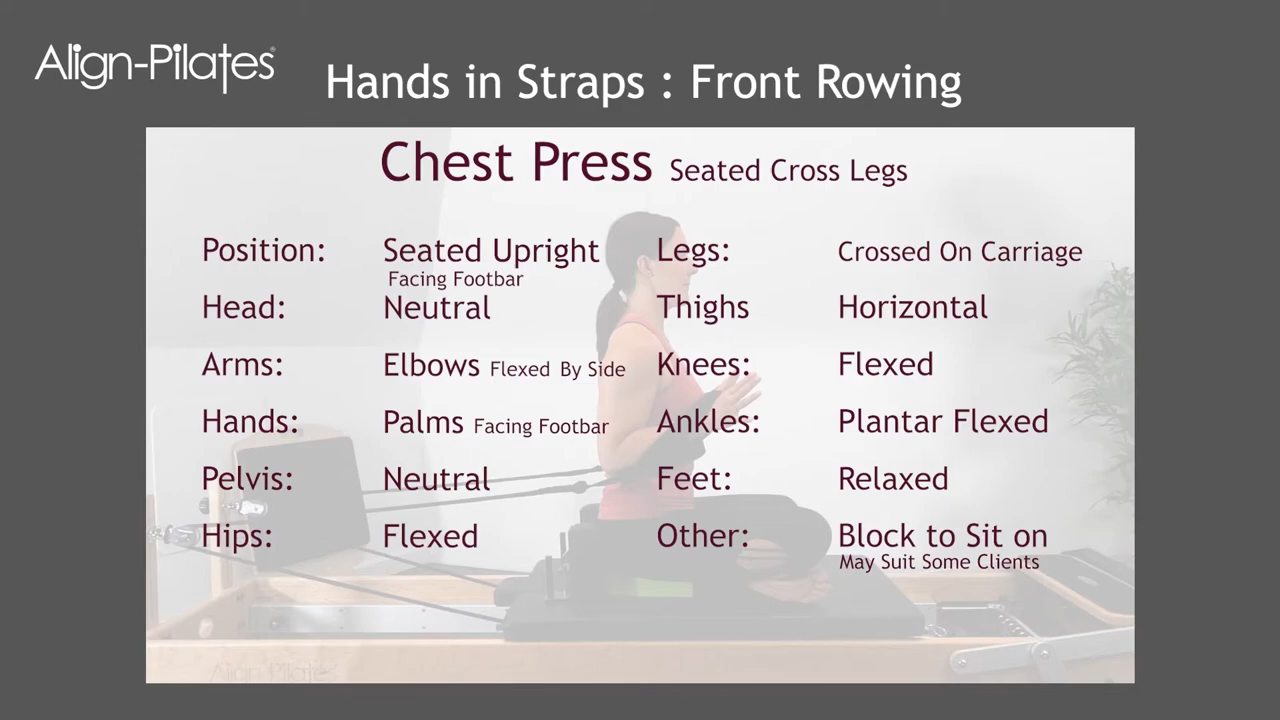 Align-Pilates
Hands in Straps : Front Rowing
Chest Press Seated Cross Legs
Position: Seated Upright
Facing Footbar
Legs: Crossed On Carriage
Head: Neutral
Thighs Horizontal
Arms: Elbows Flexed By Side
Knees: Flexed
Hands: Palms Facing Footbar
Ankles: Plantar Flexed
Pelvis: Neutral
Feet: Relaxed
Hips: Flexed
Other: Block to Sit on
May Suit Some Clients
Align-Pilates